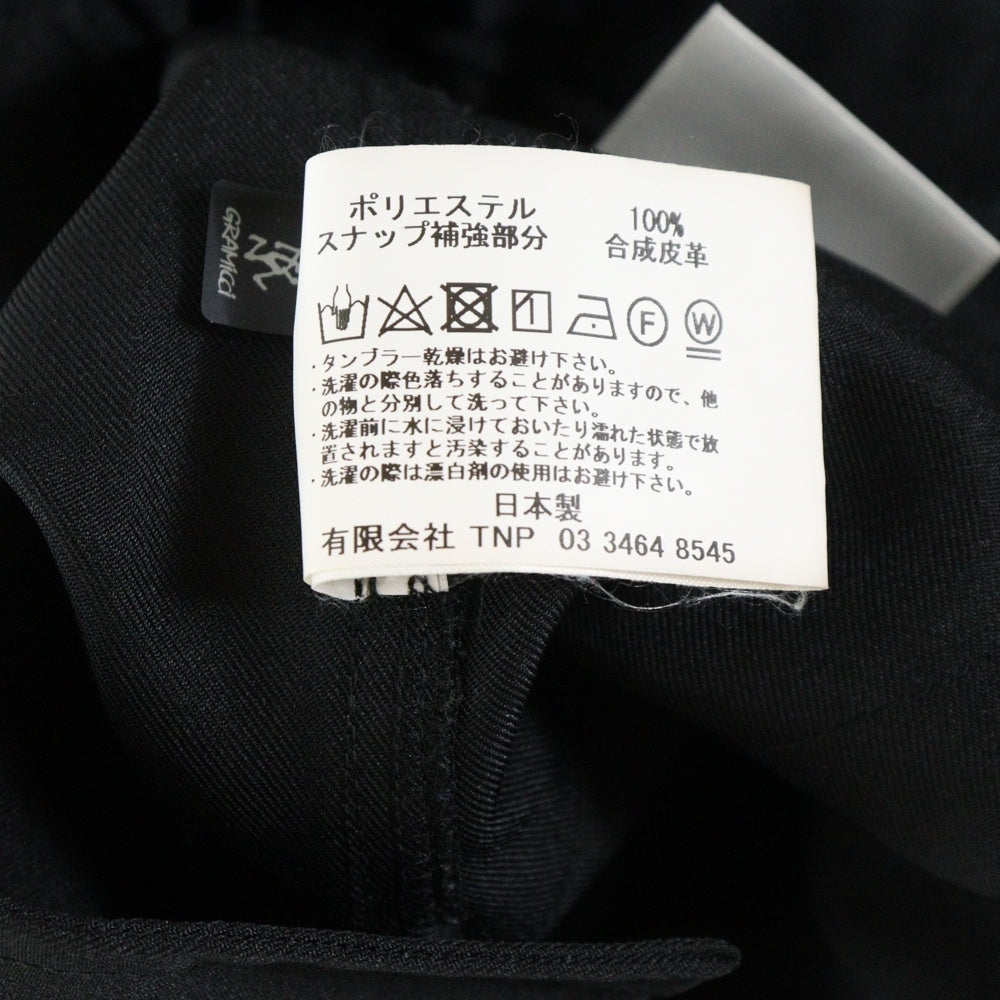 ポリエステル 100%
スナップ補強部分 合成皮革
F W
・タンブラー乾燥はお避け下さい。
・洗濯の際色落ちすることがありますので、他
の物と分別して洗って下さい。
・洗濯前に水に浸けておいたり濡れた状態で放
置されますと汚染することがあります。
・洗濯の際は漂白剤の使用はお避け下さい。
日本製
有限会社 TNP 03 3464 8545
GRAMICCI